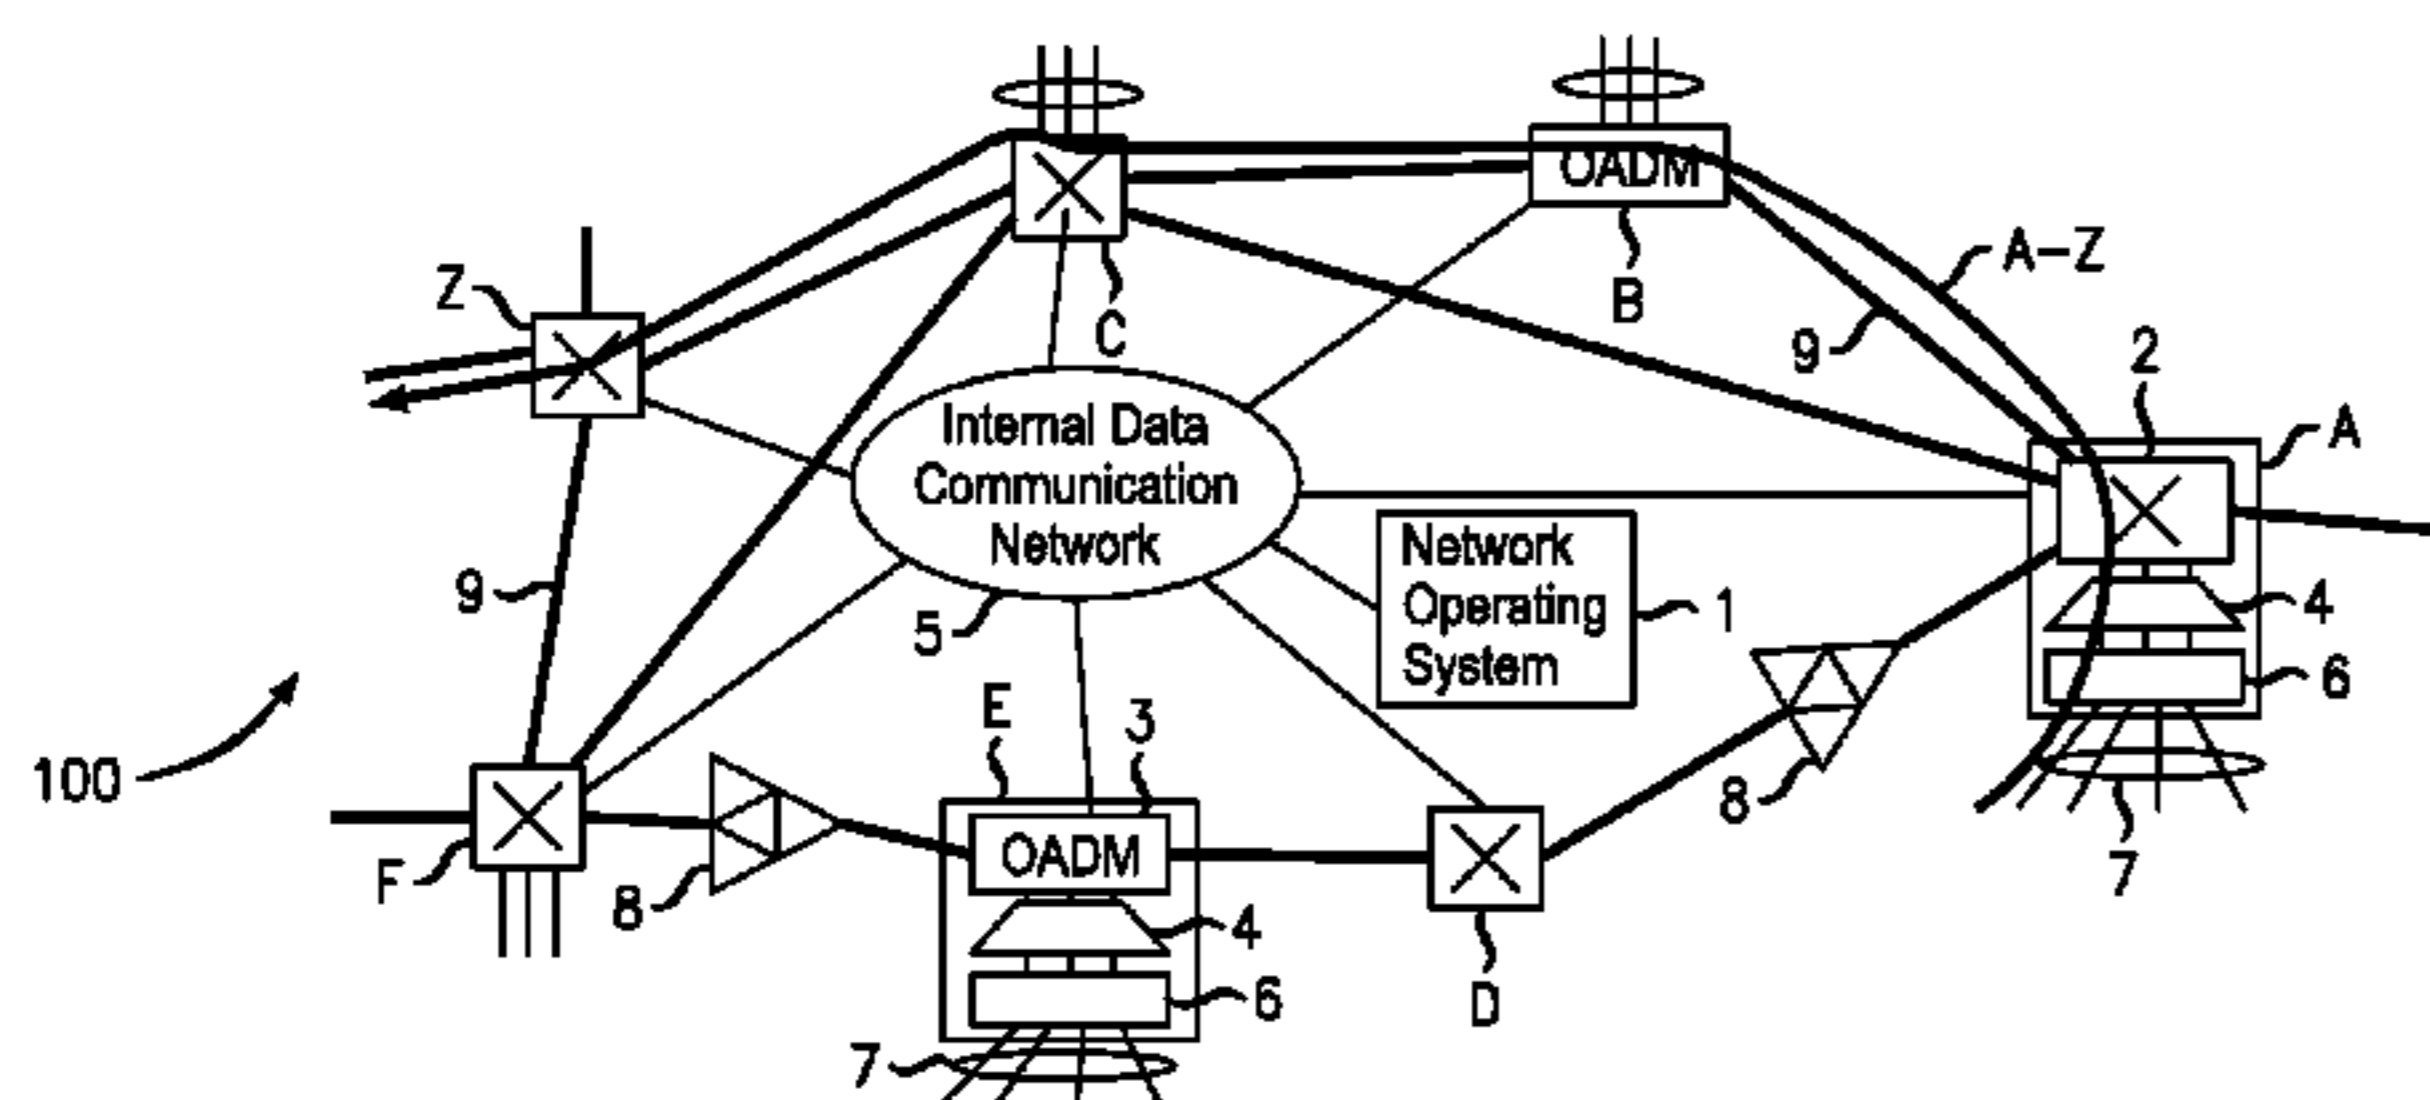 OADM
A-Z
Z
C
B
9
2
A
Internal Data
Communication
Network
Network
Operating
System
9
5
1
4
6
E
3
100
8
7
OADM
F
8
4
D
6
7